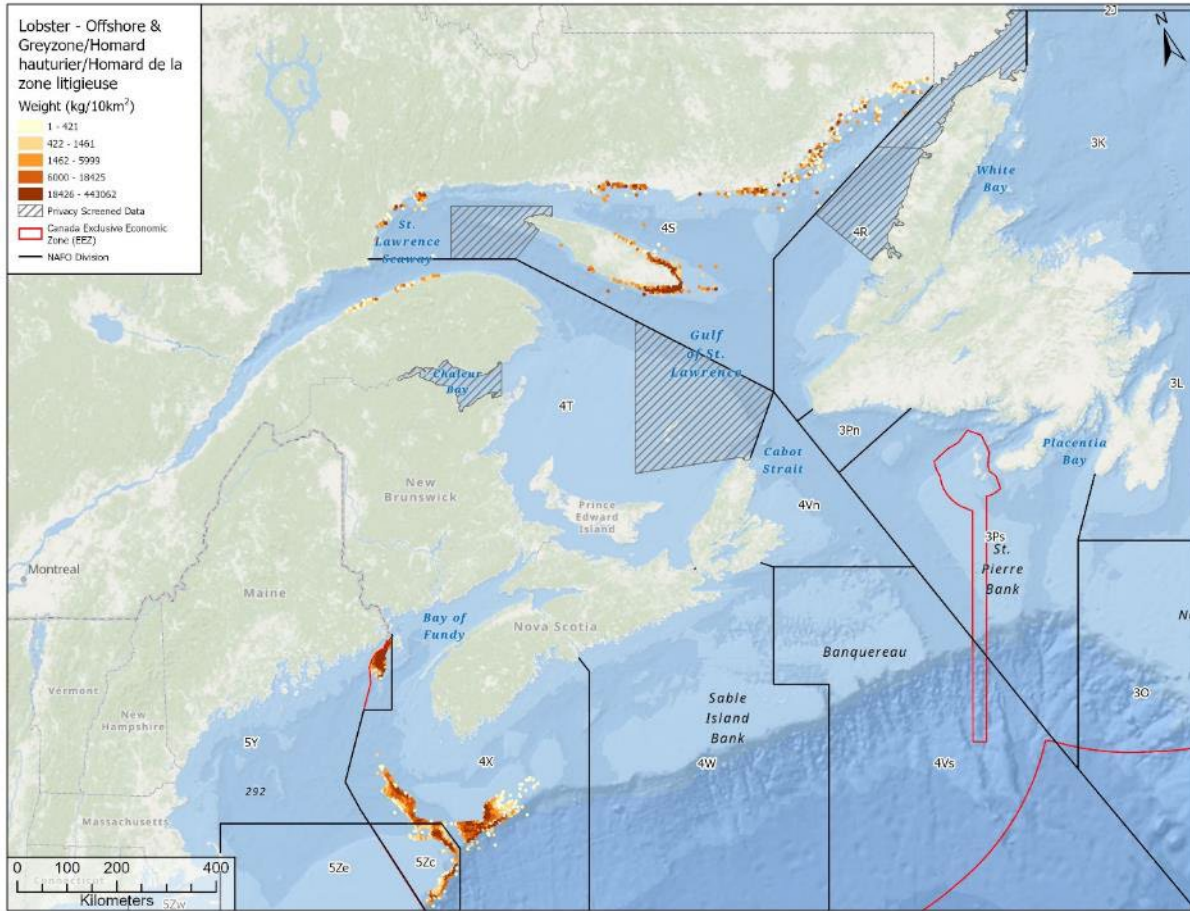 Lobster - Offshore &
Greyzone/Homard
hauturier/Homard de la
zone litigieuse
Weight (kg/10km²)
1 - 421
422 - 1461
1462 - 5999
6000 - 18425
18426 - 443062
Privacy Screened Data
Canada Exclusive Economic
Zone (EEZ)
NAFO Division
2J
N
3K
White
Bay
4S
4R
St.
Lawrence
Seaway
Gulf
of St.
Lawrence
Chaleur
Bay
4T
3L
3Pn
Placentia
Bay
Cabot
Strait
New
Brunswick
Prince
Edward
Island
4Vn
3Ps
St.
Pierre
Bank
Montreal
Maine
Bay of
Fundy
Nova Scotia
Banquereau
Vermont
New
Hampshire
Sable
Island
Bank
3O
5Y
4X
4W
4Vs
292
Massachusetts
0 100 200 400
Kilometers
5Ze
5Zc
Connecticut
5Zw